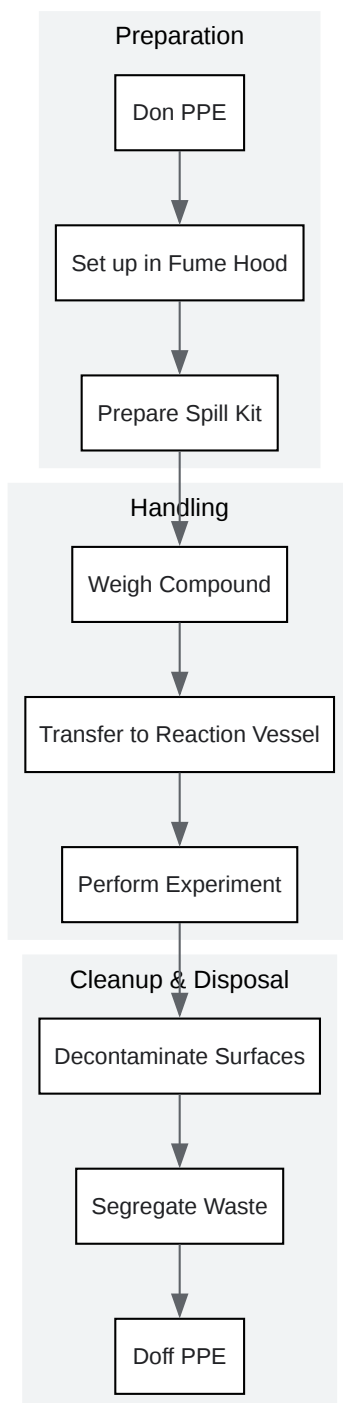 Preparation
Don PPE
Set up in Fume Hood
Prepare Spill Kit
Handling
Weigh Compound
Transfer to Reaction Vessel
Perform Experiment
Cleanup & Disposal
Decontaminate Surfaces
Segregate Waste
Doff PPE